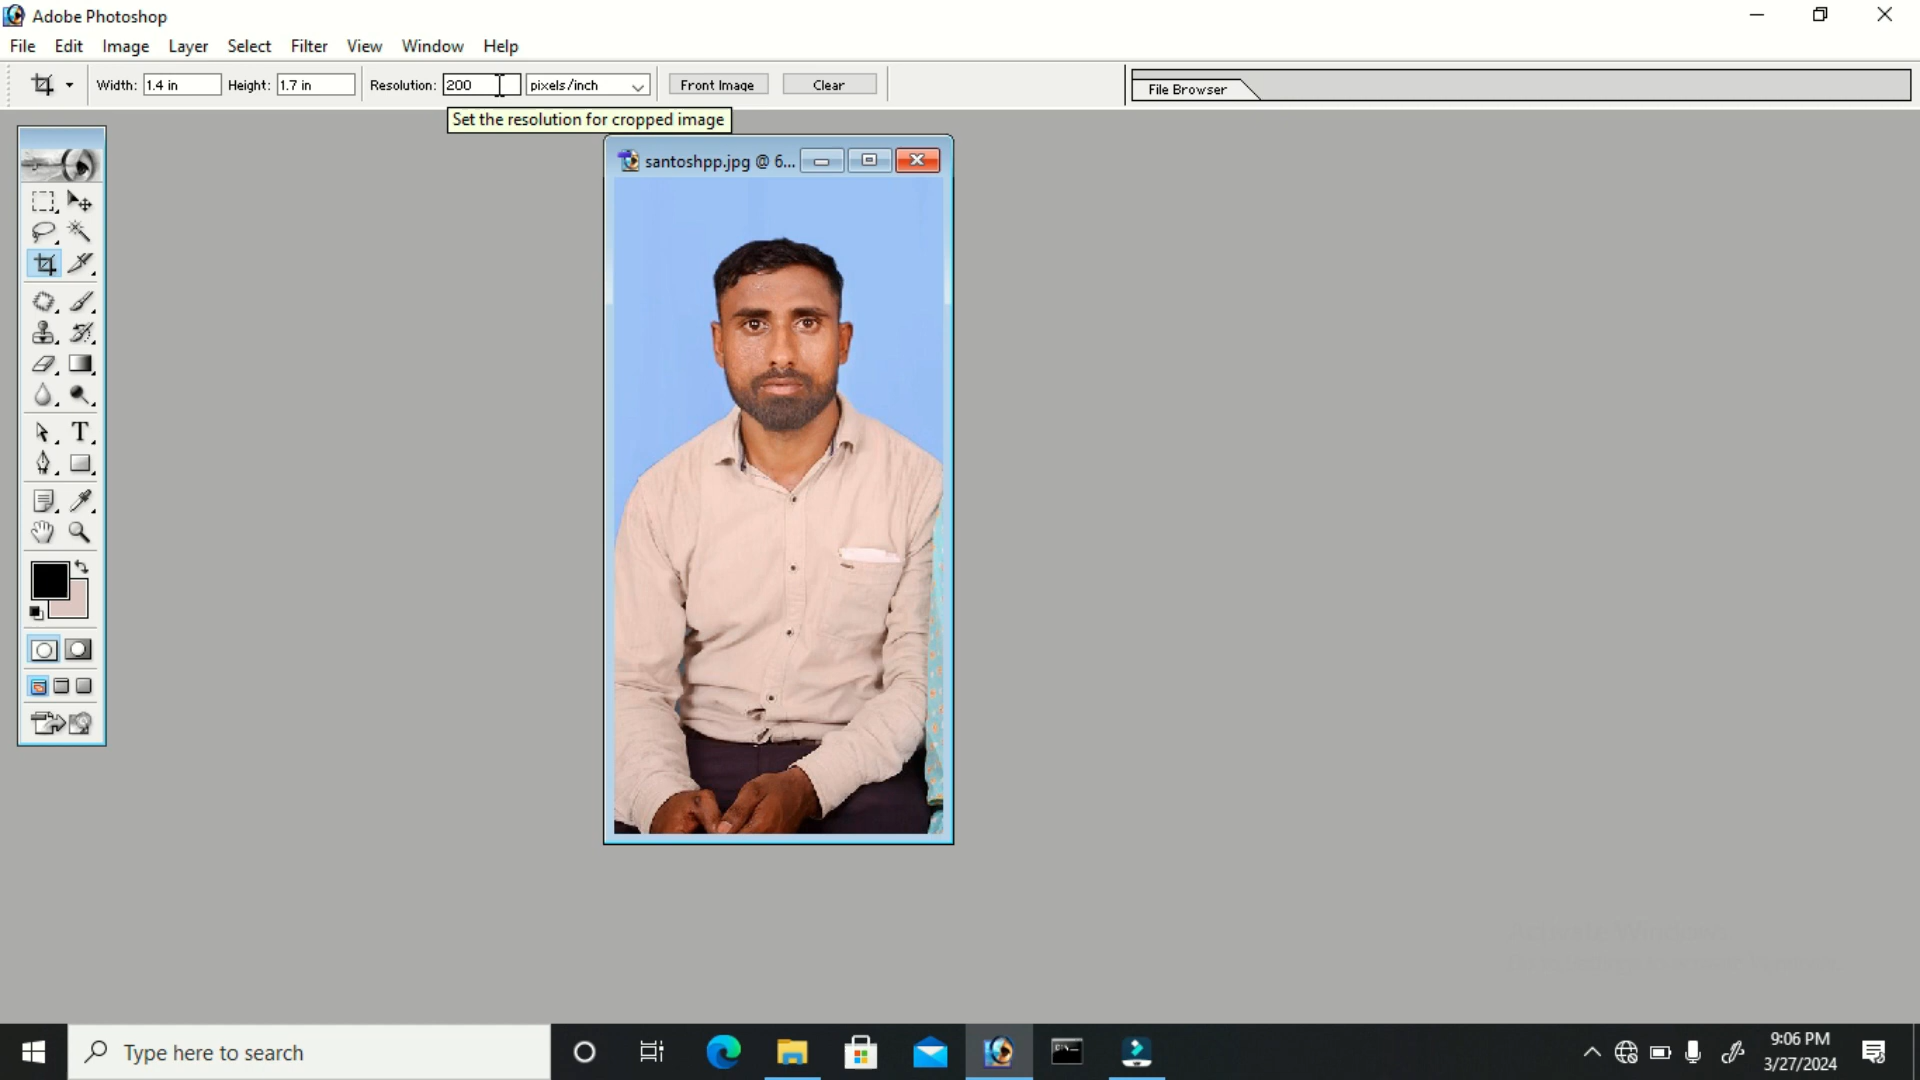 Adobe Photoshop
File Edit Image Layer Select Filter View Window Help
Width: 1.4 in Height: 1.7 in Resolution: 200 pixels/inch Front Image Clear File Browser
Set the resolution for cropped image
santoshpp.jpg @ 6...
T
Type here to search
9:06 PM
3/27/2024